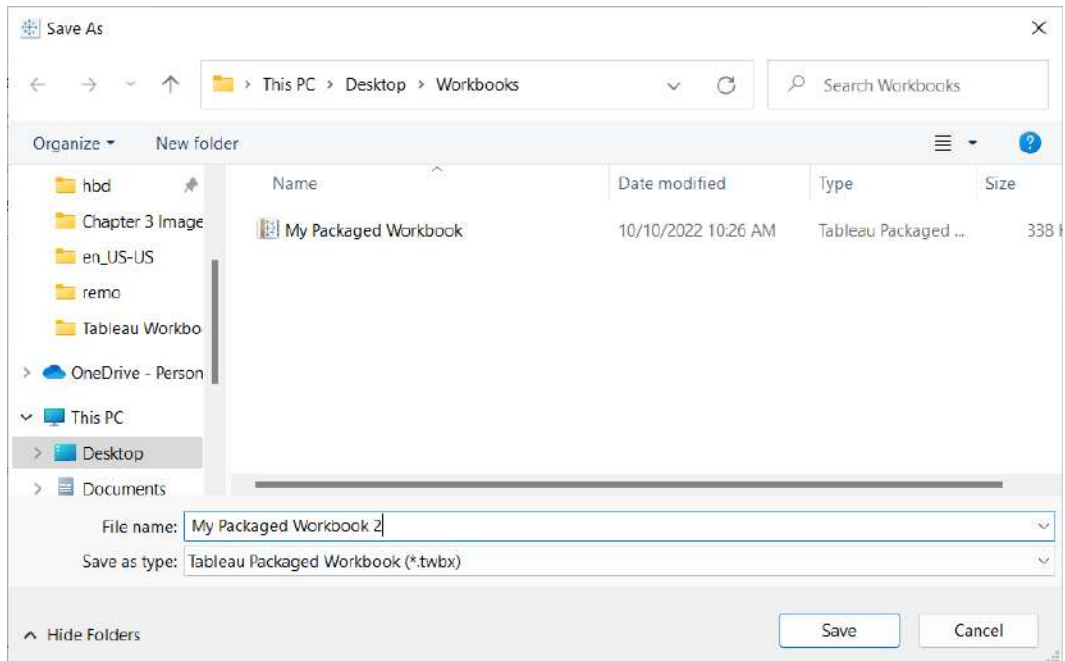 Save As
This PC > Desktop > Workbooks
Search Workbooks
Organize
New folder
Name
Date modified
Type
Size
hbd
Chapter 3 Image
en_US-US
remo
Tableau Workbo
OneDrive - Person
This PC
Desktop
Documents
My Packaged Workbook 10/10/2022 10:26 AM Tableau Packaged ... 338
File name: My Packaged Workbook 2
Save as type: Tableau Packaged Workbook (*.twbx)
Hide Folders
Save
Cancel